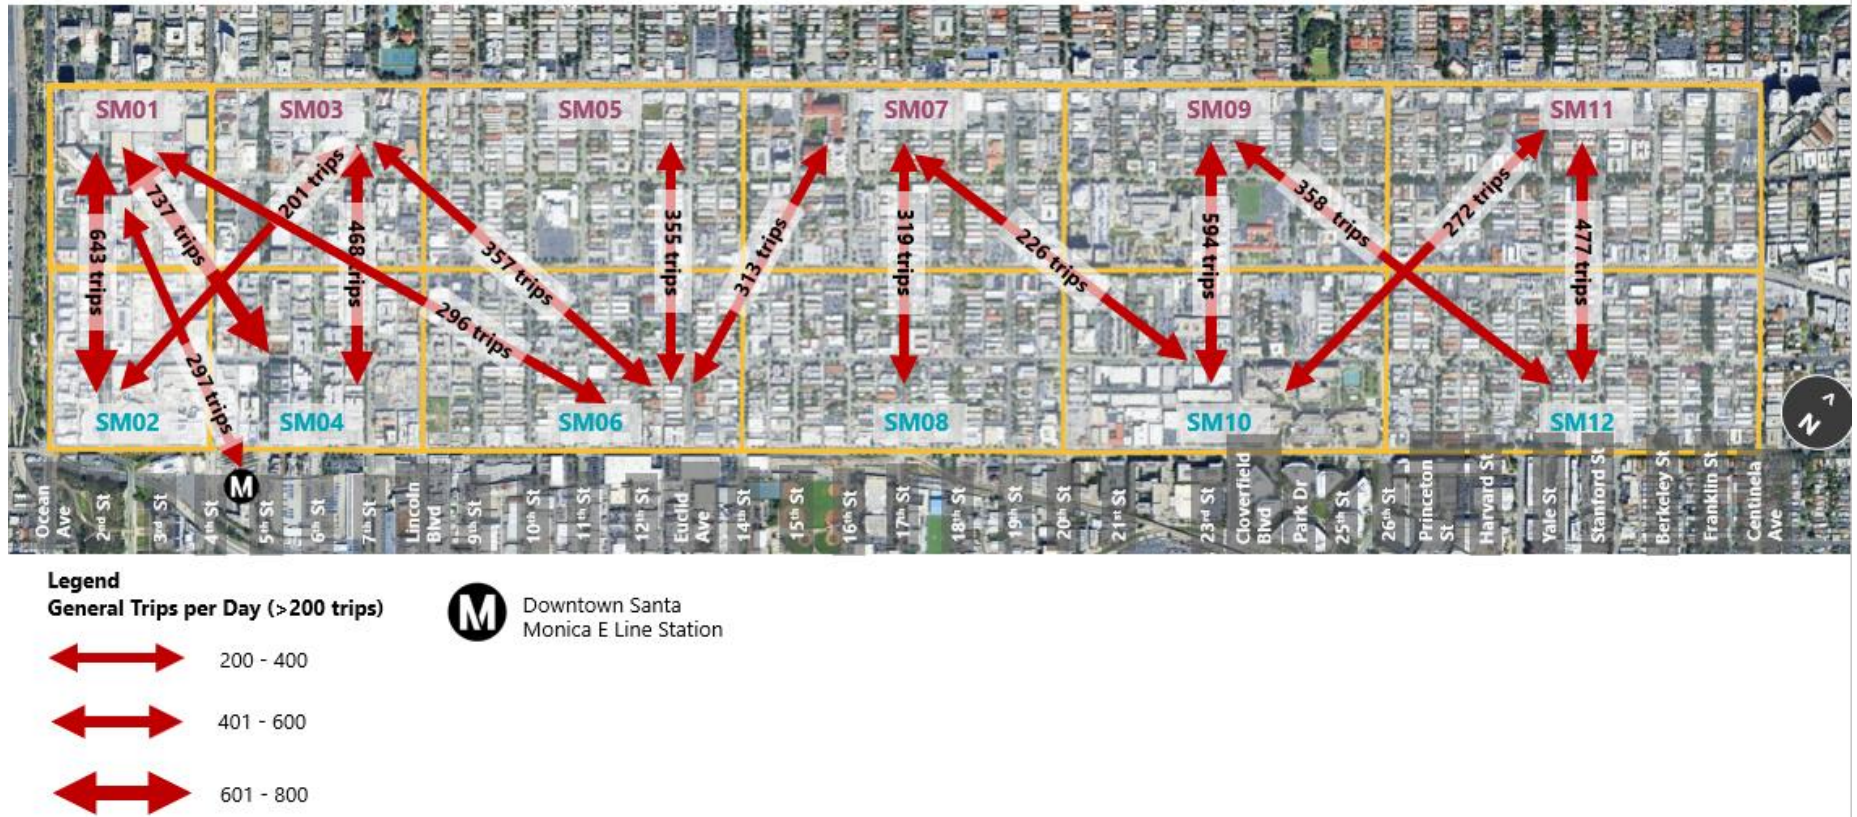 SM01
SM03
SM05
SM07
SM09
SM11
643 trips
737 trips
201 trips
468 trips
297 trips
296 trips
357 trips
355 trips
313 trips
319 trips
226 trips
594 trips
358 trips
272 trips
477 trips
SM02
SM04
SM06
SM08
SM10
SM12
N
>
M
Ocean
Ave
2nd St
3rd St
4th St
5th St
6th St
7th St
Lincoln
Blvd
9th St
10th St
11th St
12th St
Euclid
Ave
14th St
15th St
16th St
17th St
18th St
19th St
20th St
21st St
23rd St
Cloverfield
Blvd
Park Dr
25th St
26th St
Princeton
St
Harvard St
Yale St
Stanford St
Berkeley St
Franklin St
Centinela
Ave
Legend
General Trips per Day (>200 trips)
200 - 400
401 - 600
601 - 800
M
Downtown Santa
Monica E Line Station